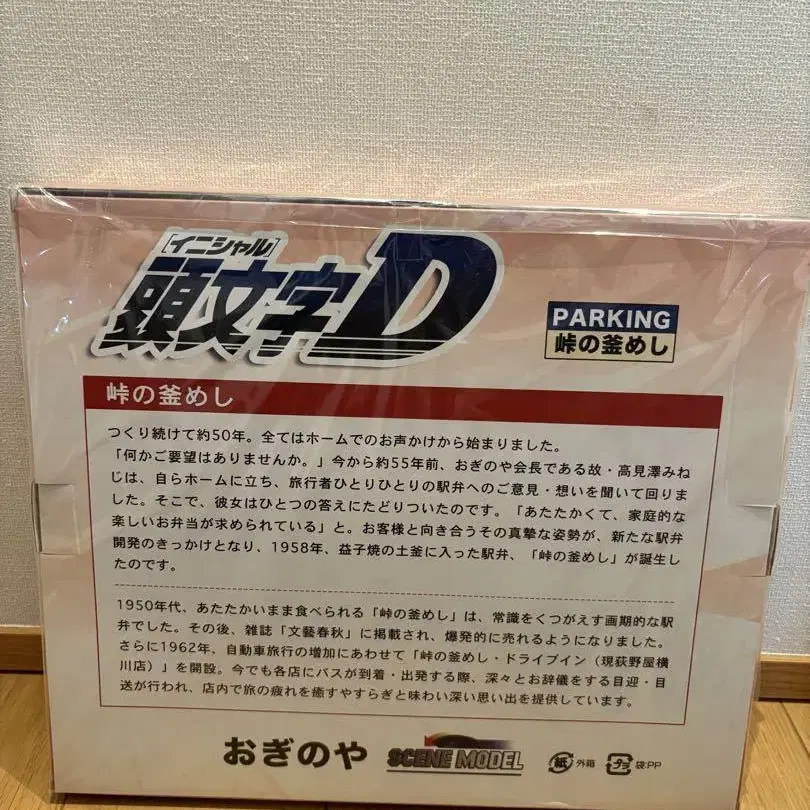 [イニシャル]
頭文字D
PARKING
峠の釜めし
峠の釜めし
つくり続けて約50年。全てはホームでのお声かけから始まりました。
「何かご要望はありませんか。」今から約55年前、おぎのや会長である故・高見澤みね
じは、自らホームに立ち、旅行者ひとりひとりの駅弁へのご意見・想いを聞いて回りま
した。そこで、彼女はひとつの答えにたどりついたのです。「あたたかくて、家庭的な
楽しいお弁当が求められている」と。お客様と向き合うその真摯な姿勢が、新たな駅弁
開発のきっかけとなり、1958年、益子焼の土釜に入った駅弁、「峠の釜めし」が誕生し
たのです。
1950年代、あたたかいまま食べられる「峠の釜めし」は、常識をくつがえす画期的な駅
弁でした。その後、雑誌「文藝春秋」に掲載され、爆発的に売れるようになりました。
さらに1962年、自動車旅行の増加にあわせて「峠の釜めし・ドライブイン（現荻野屋横
川店）」を開設。今でも各店にバスが到着・出発する際、深々とお辞儀をする目迎・目
送が行われ、店内で旅の疲れを癒すやすらぎと味わい深い思い出を提供しています。
おぎのや
SCENE MODEL
紙 外箱
プラ 袋:PP